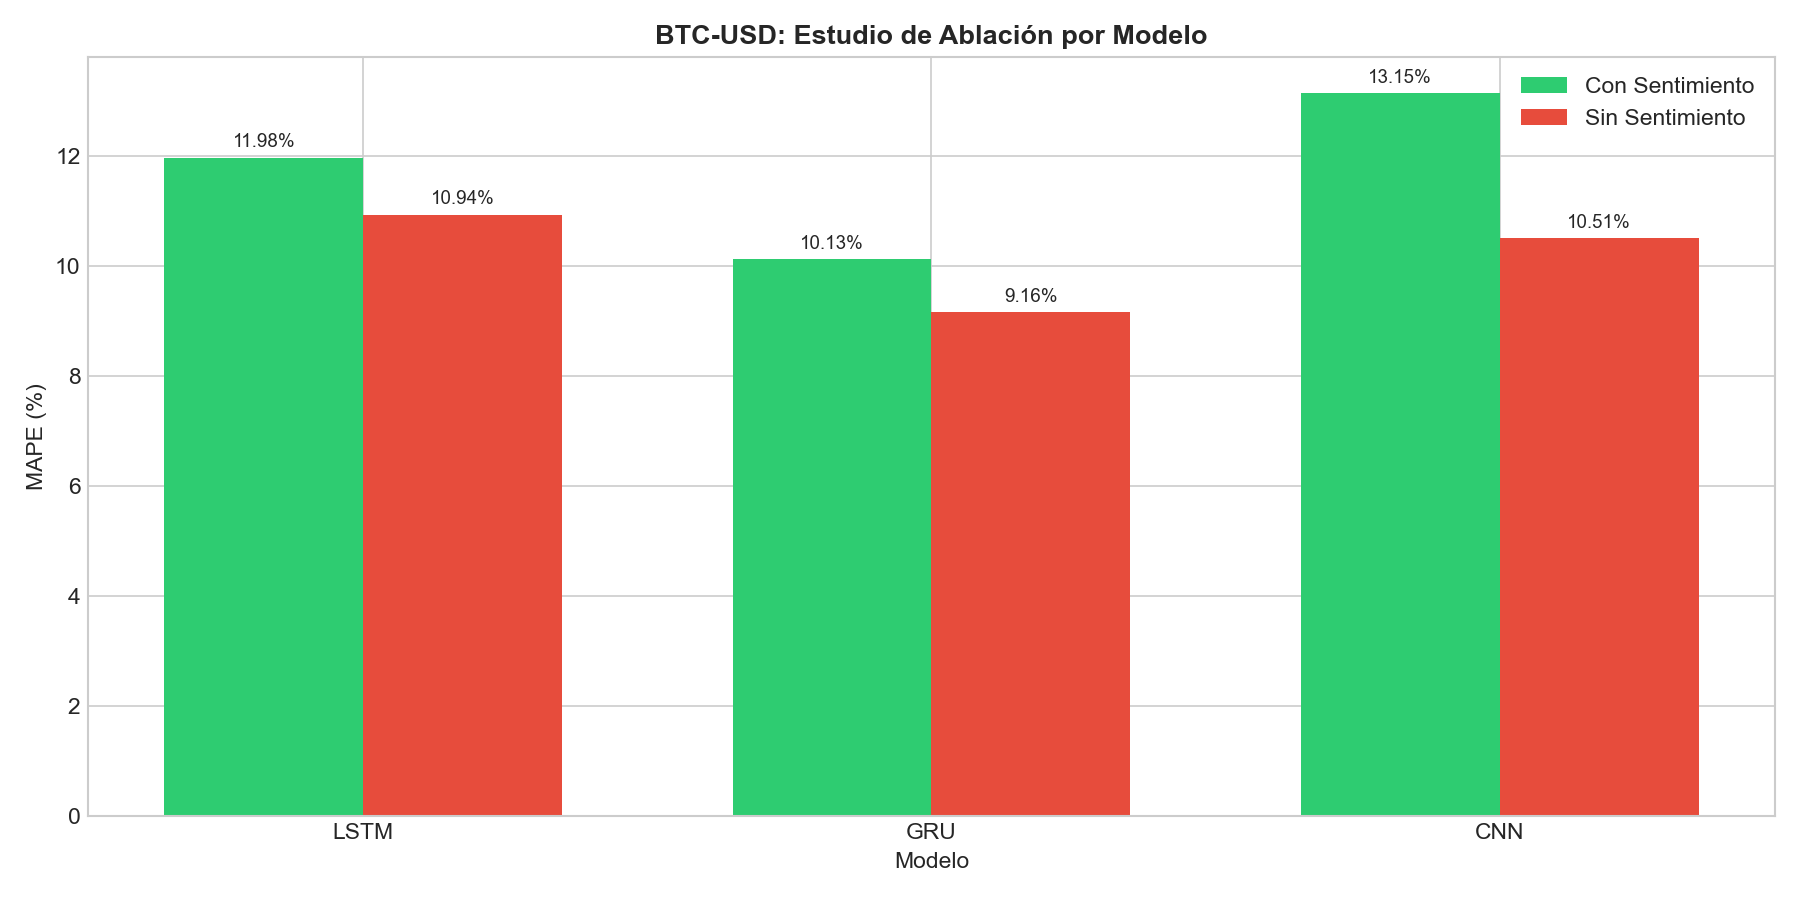 BTC-USD: Estudio de Ablación por Modelo
Con Sentimiento
Sin Sentimiento
13.15%
11.98%
10.94%
10.51%
10.13%
9.16%
12
10
8
6
4
2
0
MAPE (%)
LSTM
GRU
CNN
Modelo